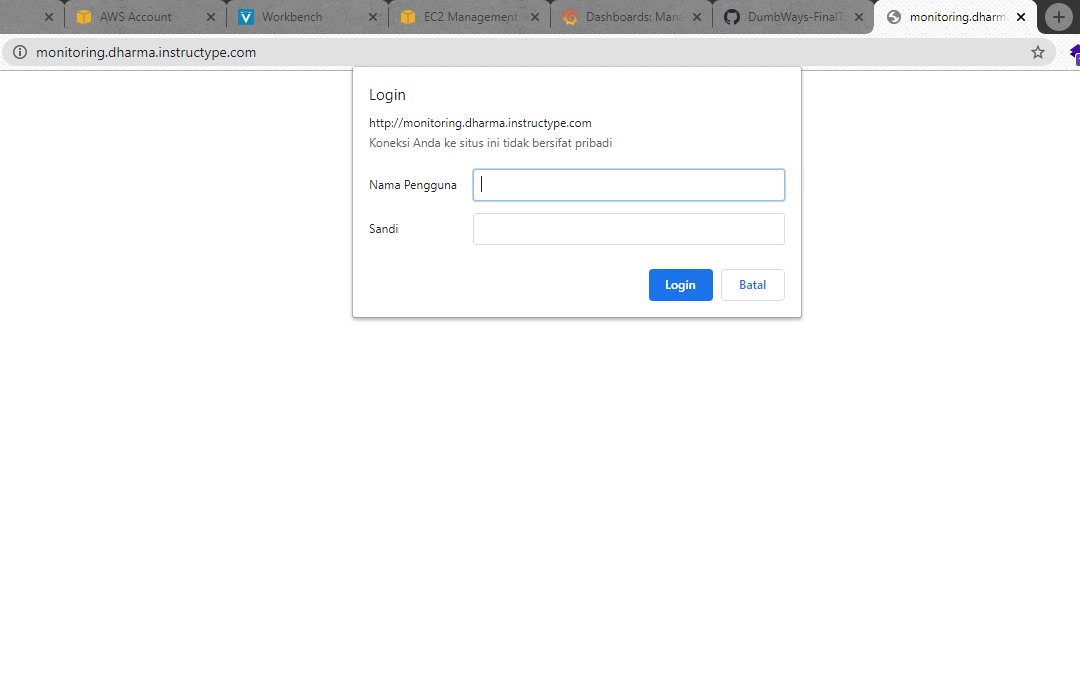 AWS Account
Workbench
EC2 Management
Dashboards: Mana
DumbWays-FinalT
monitoring.dharm
monitoring.dharma.instructype.com
Login
http://monitoring.dharma.instructype.com
Koneksi Anda ke situs ini tidak bersifat pribadi
Nama Pengguna
Sandi
Login
Batal